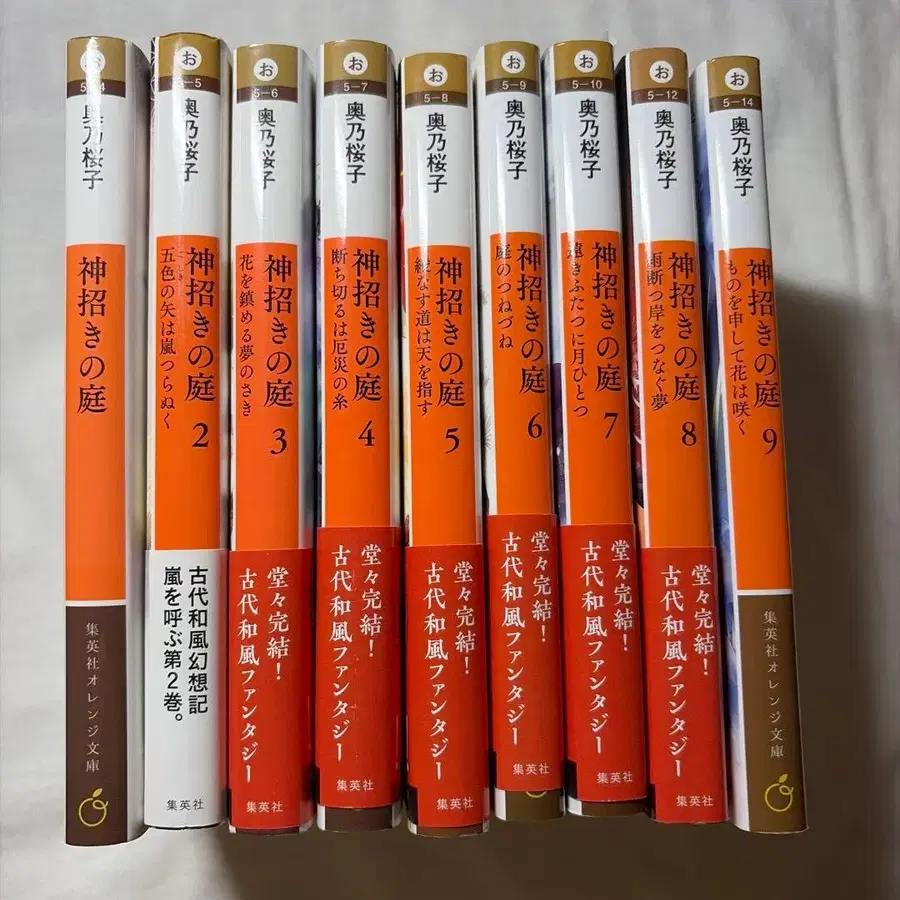 お
5-4
奥乃桜子
神招きの庭
集英社オレンジ文庫
お
5-5
奥乃桜子
神招きの庭 2
五色の矢は嵐つらぬく
古代和風幻想記
嵐を呼ぶ第2巻。
集英社
お
5-6
奥乃桜子
神招きの庭 3
花を鎮める夢のさき
堂々完結!
古代和風ファンタジー
集英社
お
5-7
奥乃桜子
神招きの庭 4
断ち切るは厄災の糸
堂々完結!
古代和風ファンタジー
集英社
お
5-8
奥乃桜子
神招きの庭 5
綾なす道は天を指す
堂々完結!
古代和風ファンタジー
集英社
お
5-9
奥乃桜子
神招きの庭 6
庭のつねづね
堂々完結!
古代和風ファンタジー
集英社
お
5-10
奥乃桜子
神招きの庭 7
遠きふたつに月ひとつ
堂々完結!
古代和風ファンタジー
集英社
お
5-12
奥乃桜子
神招きの庭 8
雨断つ岸をつなぐ夢
堂々完結!
古代和風ファンタジー
集英社
お
5-14
奥乃桜子
神招きの庭 9
ものを申して花は咲く
集英社オレンジ文庫